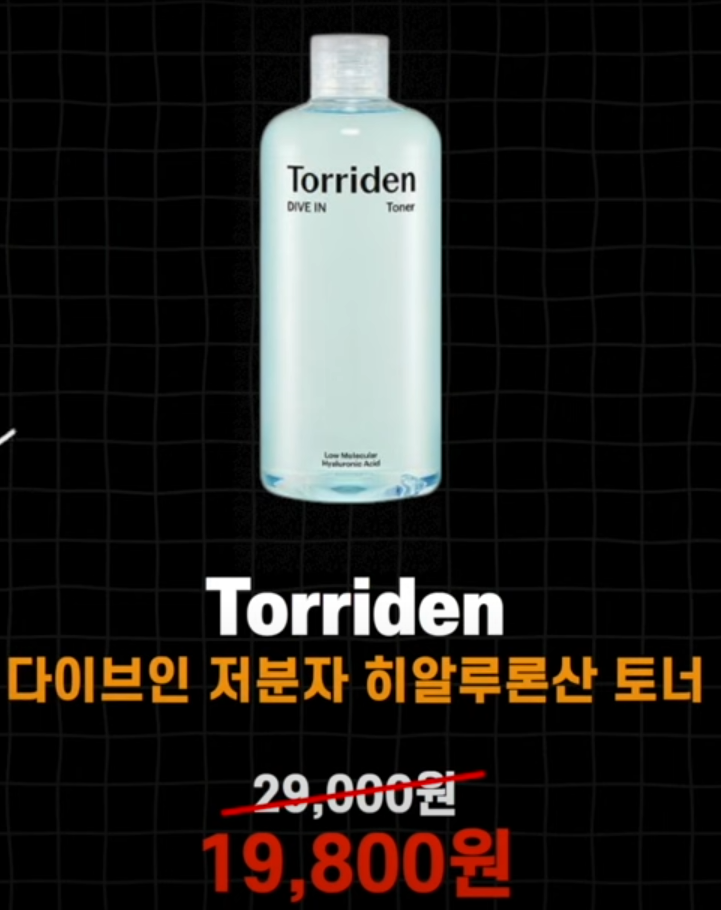 Torriden
DIVE IN Toner
Low Molecular
Hyaluronic Acid
Torriden
다이브인 저분자 히알루론산 토너
29,000원
19,800원